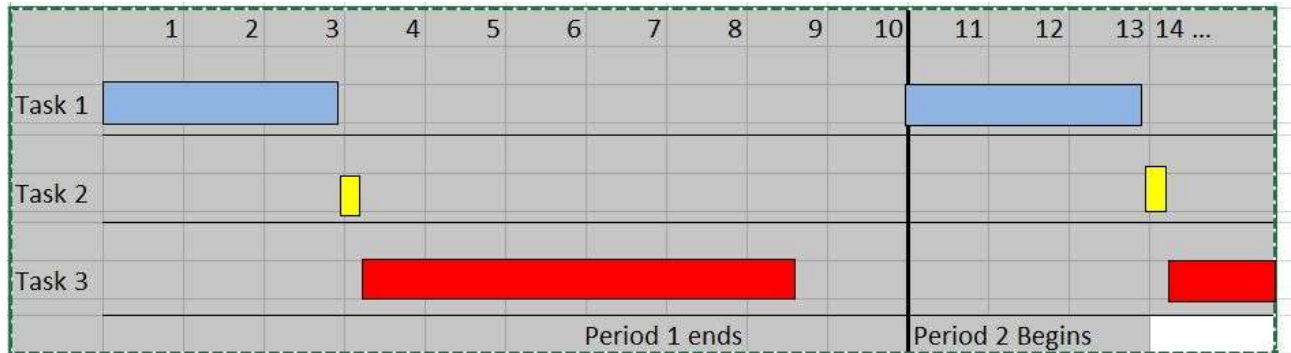 1 2 3 4 5 6 7 8 9 10 11 12 13 14 ...
Task 1
Task 2
Task 3
Period 1 ends Period 2 Begins